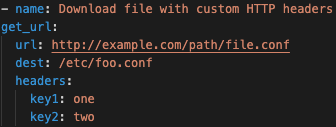 - name: Download file with custom HTTP headers
get_url:
  url: http://example.com/path/file.conf
  dest: /etc/foo.conf
  headers:
    key1: one
    key2: two